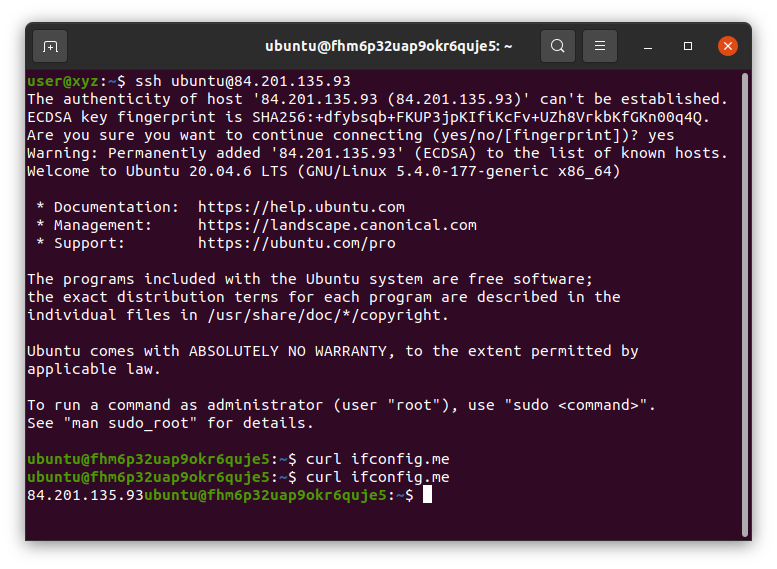 ubuntu@fhm6p32uap9okr6quje5: ~
user@xyz:~$ ssh ubuntu@84.201.135.93
The authenticity of host '84.201.135.93 (84.201.135.93)' can't be established.
ECDSA key fingerprint is SHA256:+dfybsqb+FKUP3jpKIfiKcFv+UZh8VrkbKfGKn00q4Q.
Are you sure you want to continue connecting (yes/no/[fingerprint])? yes
Warning: Permanently added '84.201.135.93' (ECDSA) to the list of known hosts.
Welcome to Ubuntu 20.04.6 LTS (GNU/Linux 5.4.0-177-generic x86_64)
* Documentation:  https://help.ubuntu.com
* Management:     https://landscape.canonical.com
* Support:        https://ubuntu.com/pro
The programs included with the Ubuntu system are free software;
the exact distribution terms for each program are described in the
individual files in /usr/share/doc/*/copyright.
Ubuntu comes with ABSOLUTELY NO WARRANTY, to the extent permitted by
applicable law.
To run a command as administrator (user "root"), use "sudo <command>".
See "man sudo_root" for details.
ubuntu@fhm6p32uap9okr6quje5:~$ curl ifconfig.me
ubuntu@fhm6p32uap9okr6quje5:~$ curl ifconfig.me
84.201.135.93ubuntu@fhm6p32uap9okr6quje5:~$